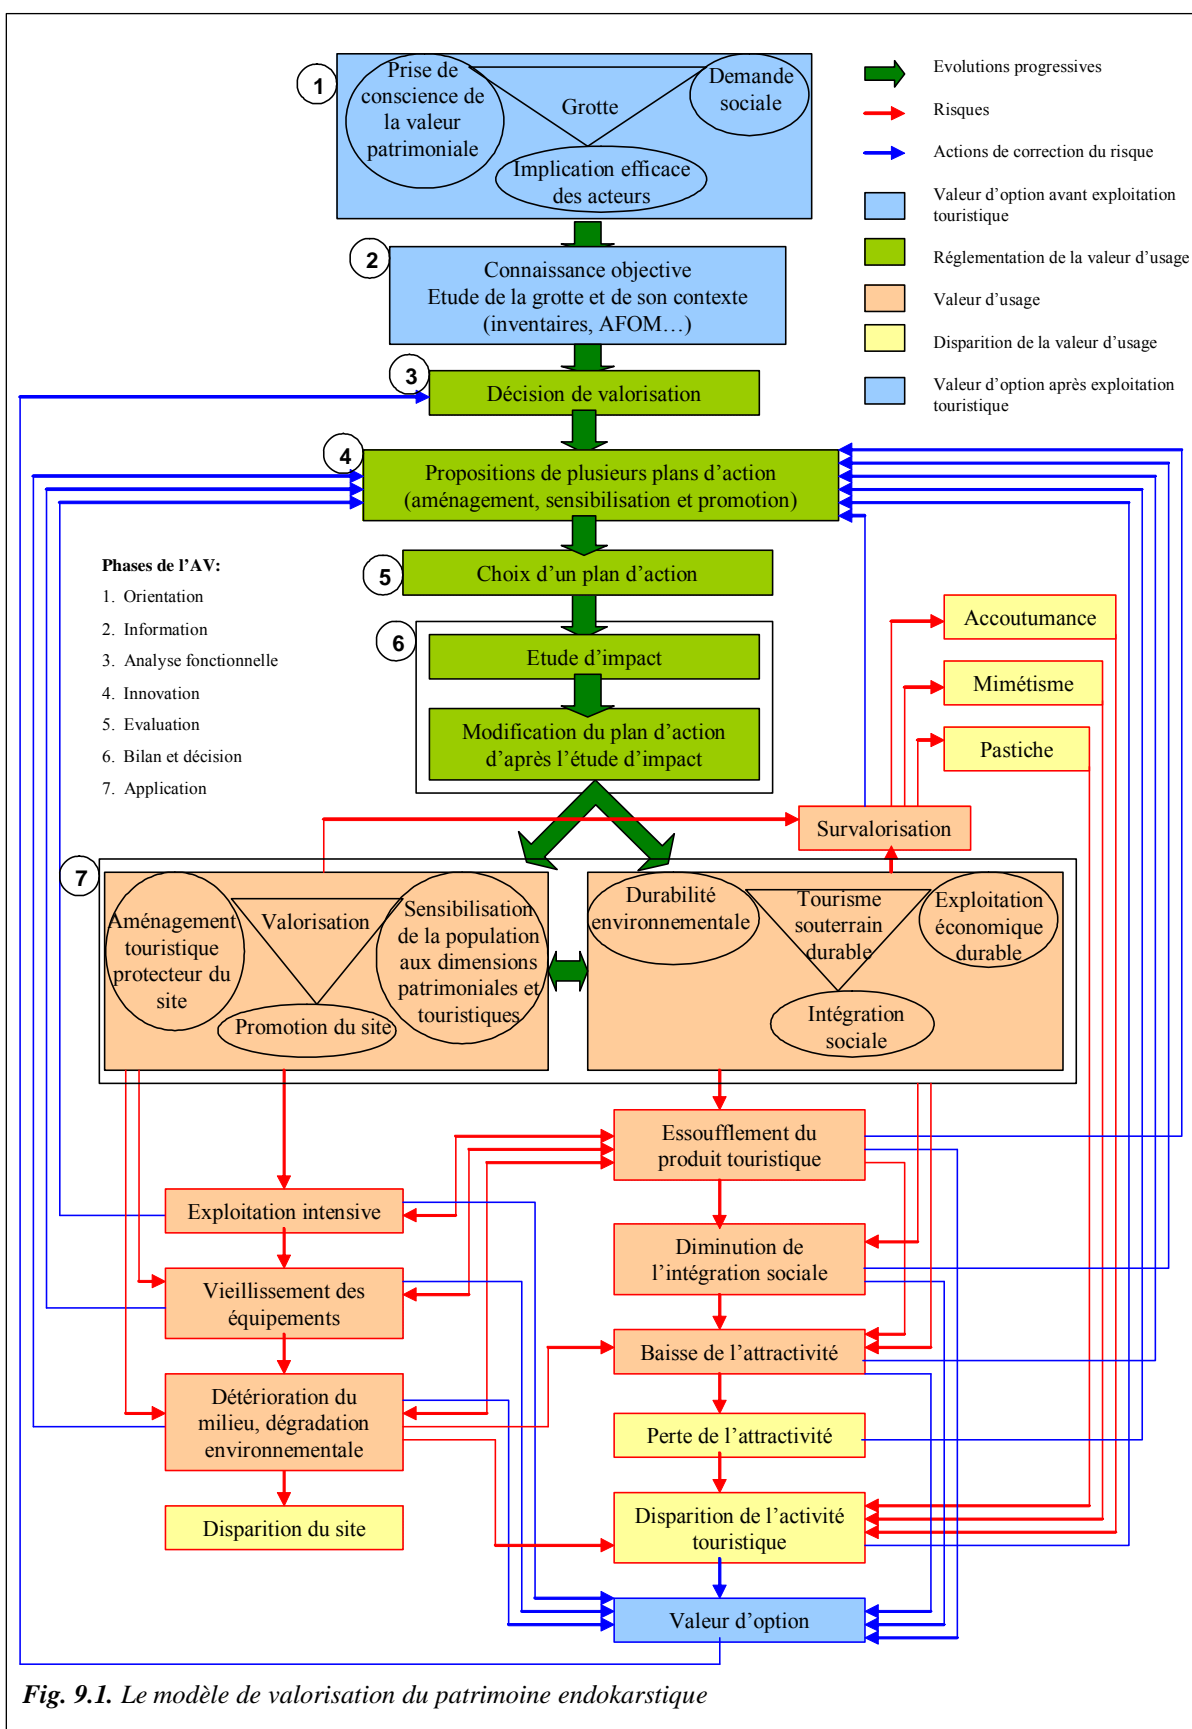 1
Prise de
conscience de
la valeur
patrimoniale
Grotte
Demande
sociale
Implication efficace
des acteurs
Evolutions progressives
Risques
Actions de correction du risque
Valeur d'option avant exploitation
touristique
Réglementation de la valeur d'usage
Valeur d'usage
Disparition de la valeur d'usage
Valeur d'option après exploitation
touristique
2
Connaissance objective
Etude de la grotte et de son contexte
(inventaires, AFOM…)
3
Décision de valorisation
4
Propositions de plusieurs plans d'action
(aménagement, sensibilisation et promotion)
5
Choix d'un plan d'action
Phases de l'AV:
1. Orientation
2. Information
3. Analyse fonctionnelle
4. Innovation
5. Evaluation
6. Bilan et décision
7. Application
6
Etude d'impact
Modification du plan d'action
d'après l'étude d'impact
Accoutumance
Mimétisme
Pastiche
Survalorisation
7
Aménagement
touristique
protecteur du
site
Valorisation
Sensibilisation
de la population
aux dimensions
patrimoniales et
touristiques
Promotion du site
Durabilité
environnementale
Tourisme
souterrain
durable
Exploitation
économique
durable
Intégration
sociale
Exploitation intensive
Vieillissement des
équipements
Détérioration du
milieu, dégradation
environnementale
Disparition du site
Essoufflement du
produit touristique
Diminution de
l'intégration sociale
Baisse de l'attractivité
Perte de l'attractivité
Disparition de l'activité
touristique
Valeur d'option
Fig. 9.1. Le modèle de valorisation du patrimoine endokarstique